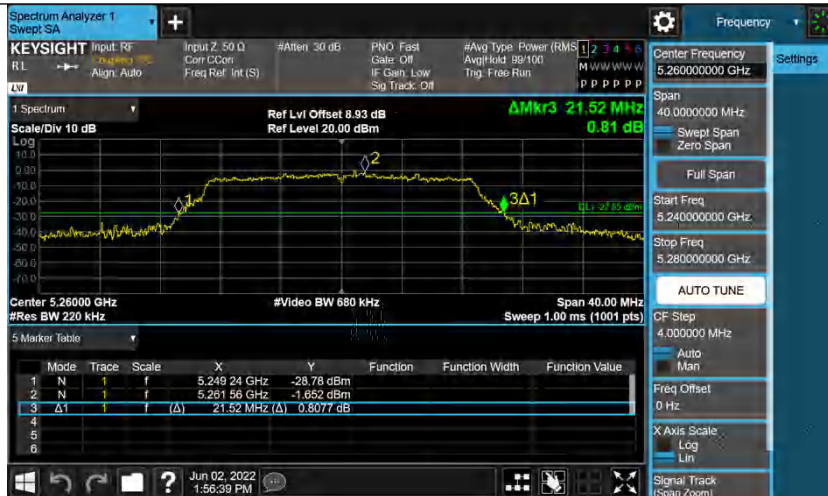 Spectrum Analyzer 1
Swept SA
Frequency
KEYSIGHT
Input: RF
Input Z: 50 Ω
#Atten: 30 dB
PNO: Fast
#Avg Type: Power (RMS
1 2 3 4 5 6
RL
Align: Auto
Corr CCorr
Freq Ref: Int (S)
Gate: Off
IF Gain: Low
Sig Track: Off
Avg|Hold: 99/100
Trig: Free Run
M W W W W W
P P P P P P
LXI
Center Frequency
5.260000000 GHz
Settings
Span
40.0000000 MHz
Swept Span
Zero Span
Full Span
Start Freq
5.240000000 GHz
Stop Freq
5.280000000 GHz
AUTO TUNE
CF Step
4.000000 MHz
Auto
Man
Freq Offset
0 Hz
X Axis Scale
Log
Lin
Signal Track
(Span Zoom)
1 Spectrum
Scale/Div 10 dB
Ref Lvl Offset 8.93 dB
Ref Level 20.00 dBm
ΔMkr3 21.52 MHz
0.81 dB
Log
10.0
0.00
-10.0
-20.0
-30.0
-40.0
-50.0
-60.0
-70.0
1
2
3Δ1
Center 5.26000 GHz
#Video BW 680 kHz
Span 40.00 MHz
#Res BW 220 kHz
Sweep 1.00 ms (1001 pts)
5 Marker Table
Mode Trace Scale X Y Function Function Width Function Value
1 N 1 f 5.249 24 GHz -28.78 dBm
2 N 1 f 5.261 56 GHz -1.652 dBm
3 Δ1 1 f (Δ) 21.52 MHz (Δ) 0.8077 dB
4
5
6
?
Jun 02, 2022
1:56:39 PM